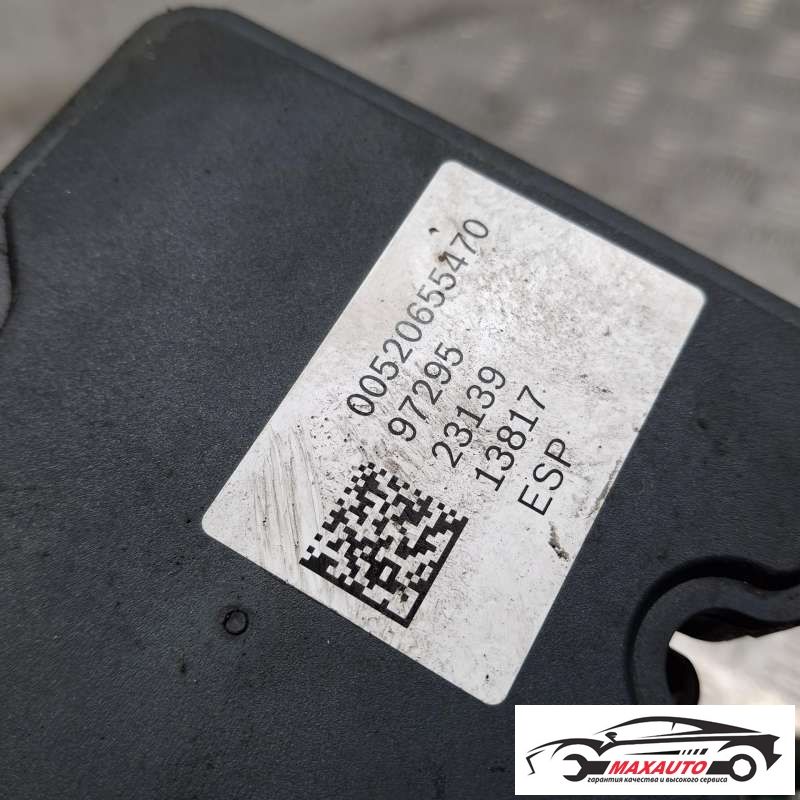 00520655470
97295
23139
13817
ESP
MAXAUTO
гарантия качества и высокого сервиса